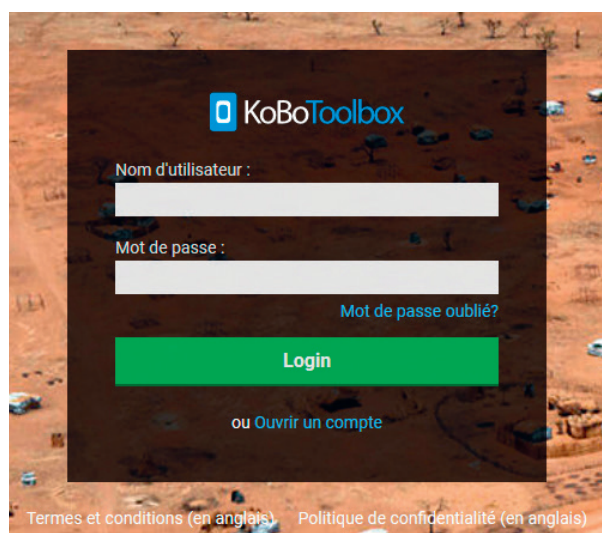 KoBoToolbox
Nom d'utilisateur :
Mot de passe :
Mot de passe oublié?
Login
ou Ouvrir un compte
Termes et conditions (en anglais) Politique de confidentialité (en anglais)